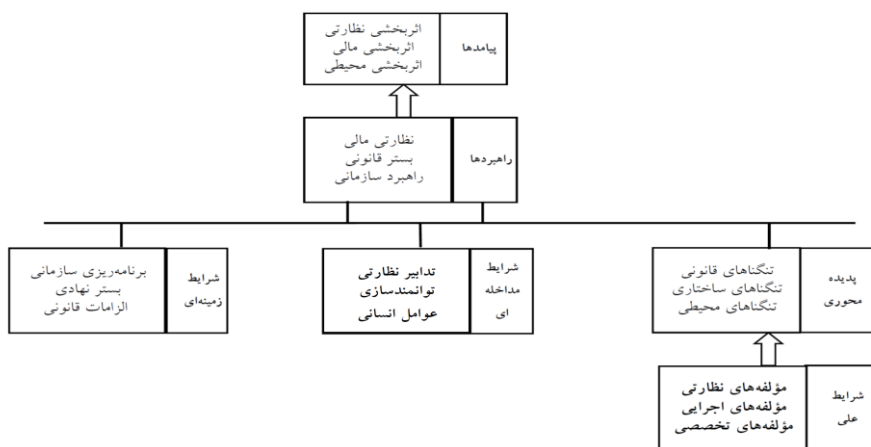 پیامدها
اثربخشی نظارتی
اثربخشی مالی
اثربخشی محیطی
راهبردها
نظارتی مالی
بستر قانونی
راهبرد سازمانی
پدیده
محوری
تنگناهای قانونی
تنگناهای ساختاری
تنگناهای محیطی
شرایط
مداخله
ای
تدابیر نظارتی
توانمندسازی
عوامل انسانی
شرایط
زمینه‌ای
برنامه‌ریزی سازمانی
بستر نهادی
الزامات قانونی
شرایط
علی
مؤلفه‌های نظارتی
مؤلفه‌های اجرایی
مؤلفه‌های تخصصی